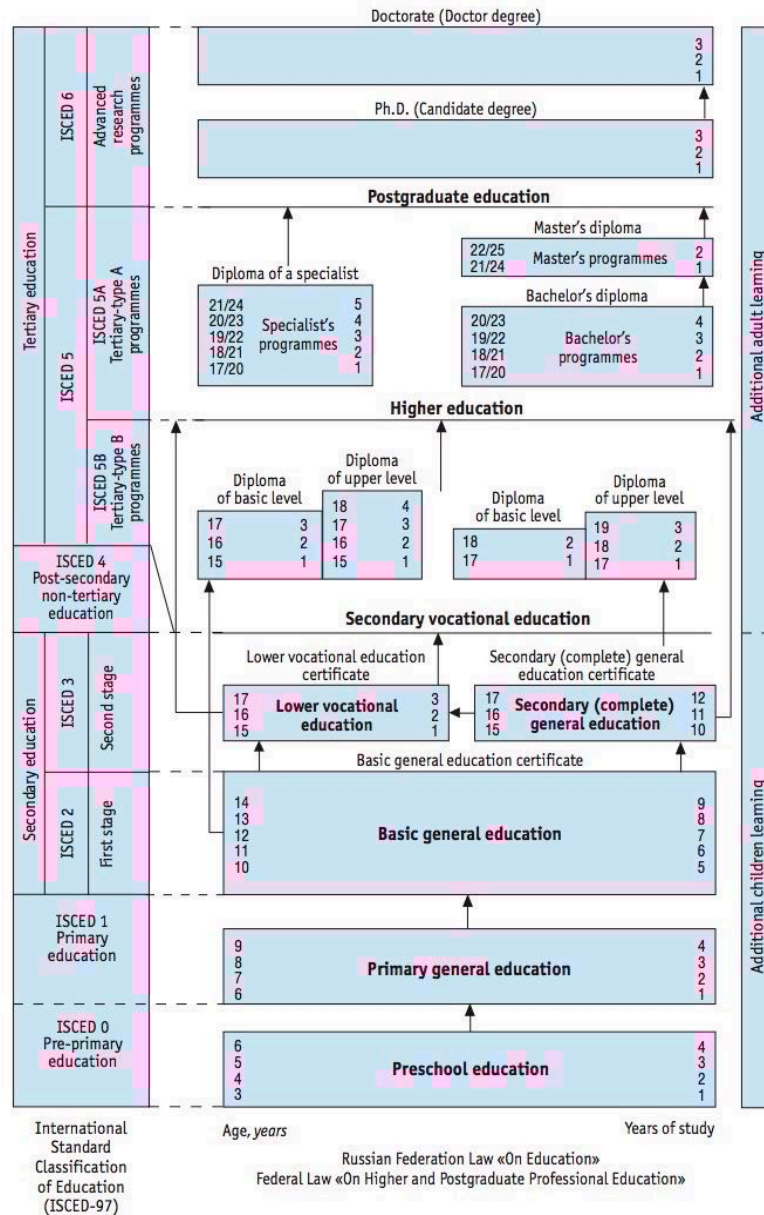 Doctorate (Doctor degree)
3
2
1
Ph.D. (Candidate degree)
3
2
1
Postgraduate education
Master's diploma
22/25 2
21/24 1
Master's programmes
Diploma of a specialist
21/24 5
20/23 4
19/22 3
18/21 2
17/20 1
Specialist's
programmes
Bachelor's diploma
20/23 4
19/22 3
18/21 2
17/20 1
Bachelor's
programmes
Higher education
Diploma
of basic level
17 3
16 2
15 1
Diploma
of upper level
18 4
17 3
16 2
15 1
Diploma
of basic level
18 2
17 1
Diploma
of upper level
19 3
18 2
17 1
Secondary vocational education
Lower vocational education
certificate
17 3
16 2
15 1
Lower vocational
education
Secondary (complete) general
education certificate
17 12
16 11
15 10
Secondary (complete)
general education
Basic general education certificate
14 9
13 8
12 7
11 6
10 5
Basic general education
9 4
8 3
7 2
6 1
Primary general education
6 4
5 3
4 2
3 1
Preschool education
Age, years
Years of study
Russian Federation Law «On Education»
Federal Law «On Higher and Postgraduate Professional Education»
Tertiary education
ISCED 6
Advanced
research
programmes
ISCED 5
ISCED 5A
Tertiary-type A
programmes
ISCED 5B
Tertiary-type B
programmes
ISCED 4
Post-secondary
non-tertiary
education
Secondary education
ISCED 3
Second stage
ISCED 2
First stage
ISCED 1
Primary
education
ISCED 0
Pre-primary
education
International
Standard
Classification
of Education
(ISCED-97)
Additional adult learning
Additional children learning